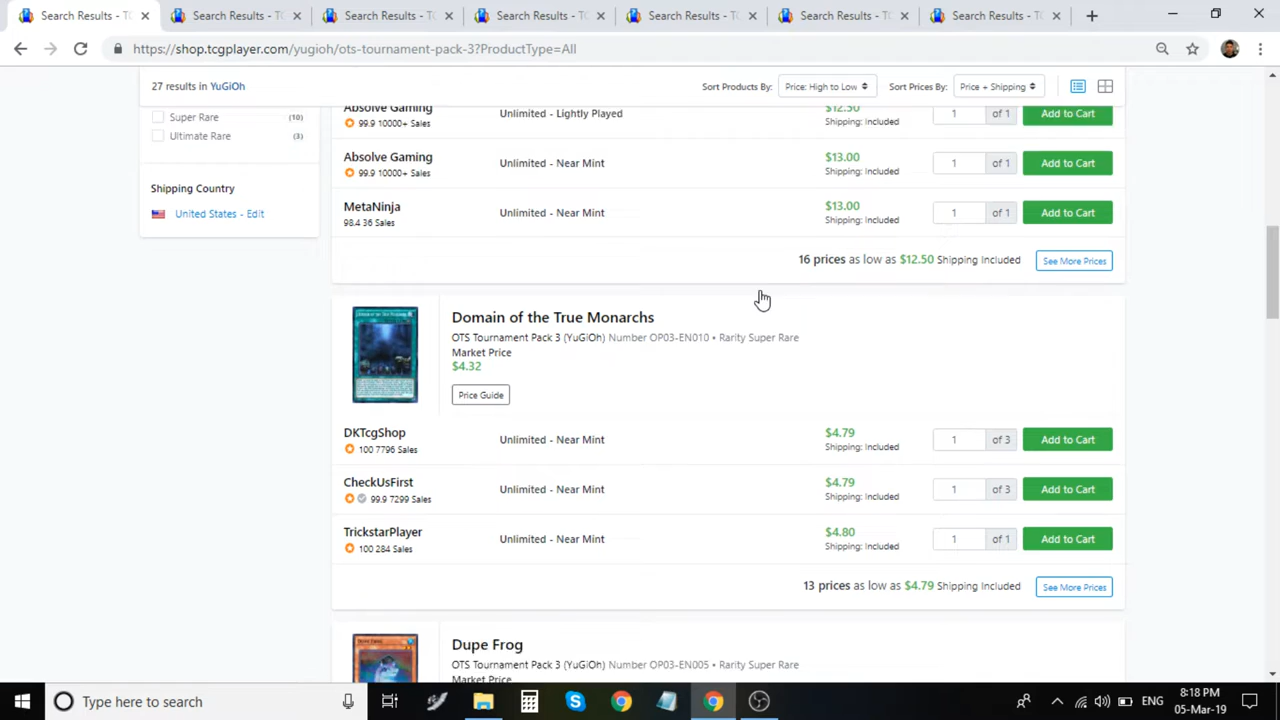 Search Results - TC
Search Results - TC
Search Results - TC
Search Results - TC
Search Results - TC
Search Results - TC
Search Results - TC
https://shop.tcgplayer.com/yugioh/ots-tournament-pack-3?ProductType=All
27 results in YuGiOh
Sort Products By: Price: High to Low
Sort Prices By: Price + Shipping
Super Rare (10)
Ultimate Rare (3)
Shipping Country
United States - Edit
Absolve Gaming
99.9 10000+ Sales
Unlimited - Lightly Played
$12.50
Shipping: Included
1 of 1
Add to Cart
Absolve Gaming
99.9 10000+ Sales
Unlimited - Near Mint
$13.00
Shipping: Included
1 of 1
Add to Cart
MetaNinja
98.4 36 Sales
Unlimited - Near Mint
$13.00
Shipping: Included
1 of 1
Add to Cart
16 prices as low as $12.50 Shipping Included
See More Prices
Domain of the True Monarchs
OTS Tournament Pack 3 (YuGiOh) Number OP03-EN010 • Rarity Super Rare
Market Price
$4.32
Price Guide
DKTcgShop
100 7796 Sales
Unlimited - Near Mint
$4.79
Shipping: Included
1 of 3
Add to Cart
CheckUsFirst
99.9 7299 Sales
Unlimited - Near Mint
$4.79
Shipping: Included
1 of 3
Add to Cart
TrickstarPlayer
100 284 Sales
Unlimited - Near Mint
$4.80
Shipping: Included
1 of 1
Add to Cart
13 prices as low as $4.79 Shipping Included
See More Prices
Dupe Frog
OTS Tournament Pack 3 (YuGiOh) Number OP03-EN005 • Rarity Super Rare
Market Price
Type here to search
ENG
8:18 PM
05-Mar-19